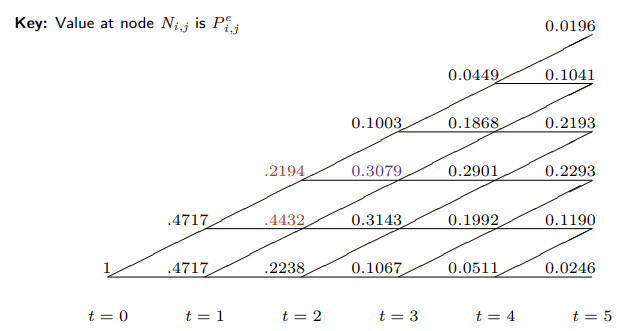 Key: Value at node N_{i,j} is P^e_{i,j}
0.0196
0.0449 0.1041
0.1003 0.1868 0.2193
.2194 0.3079 0.2901 0.2293
.4717 .4432 0.3143 0.1992 0.1190
1 .4717 .2238 0.1067 0.0511 0.0246
t = 0 t = 1 t = 2 t = 3 t = 4 t = 5